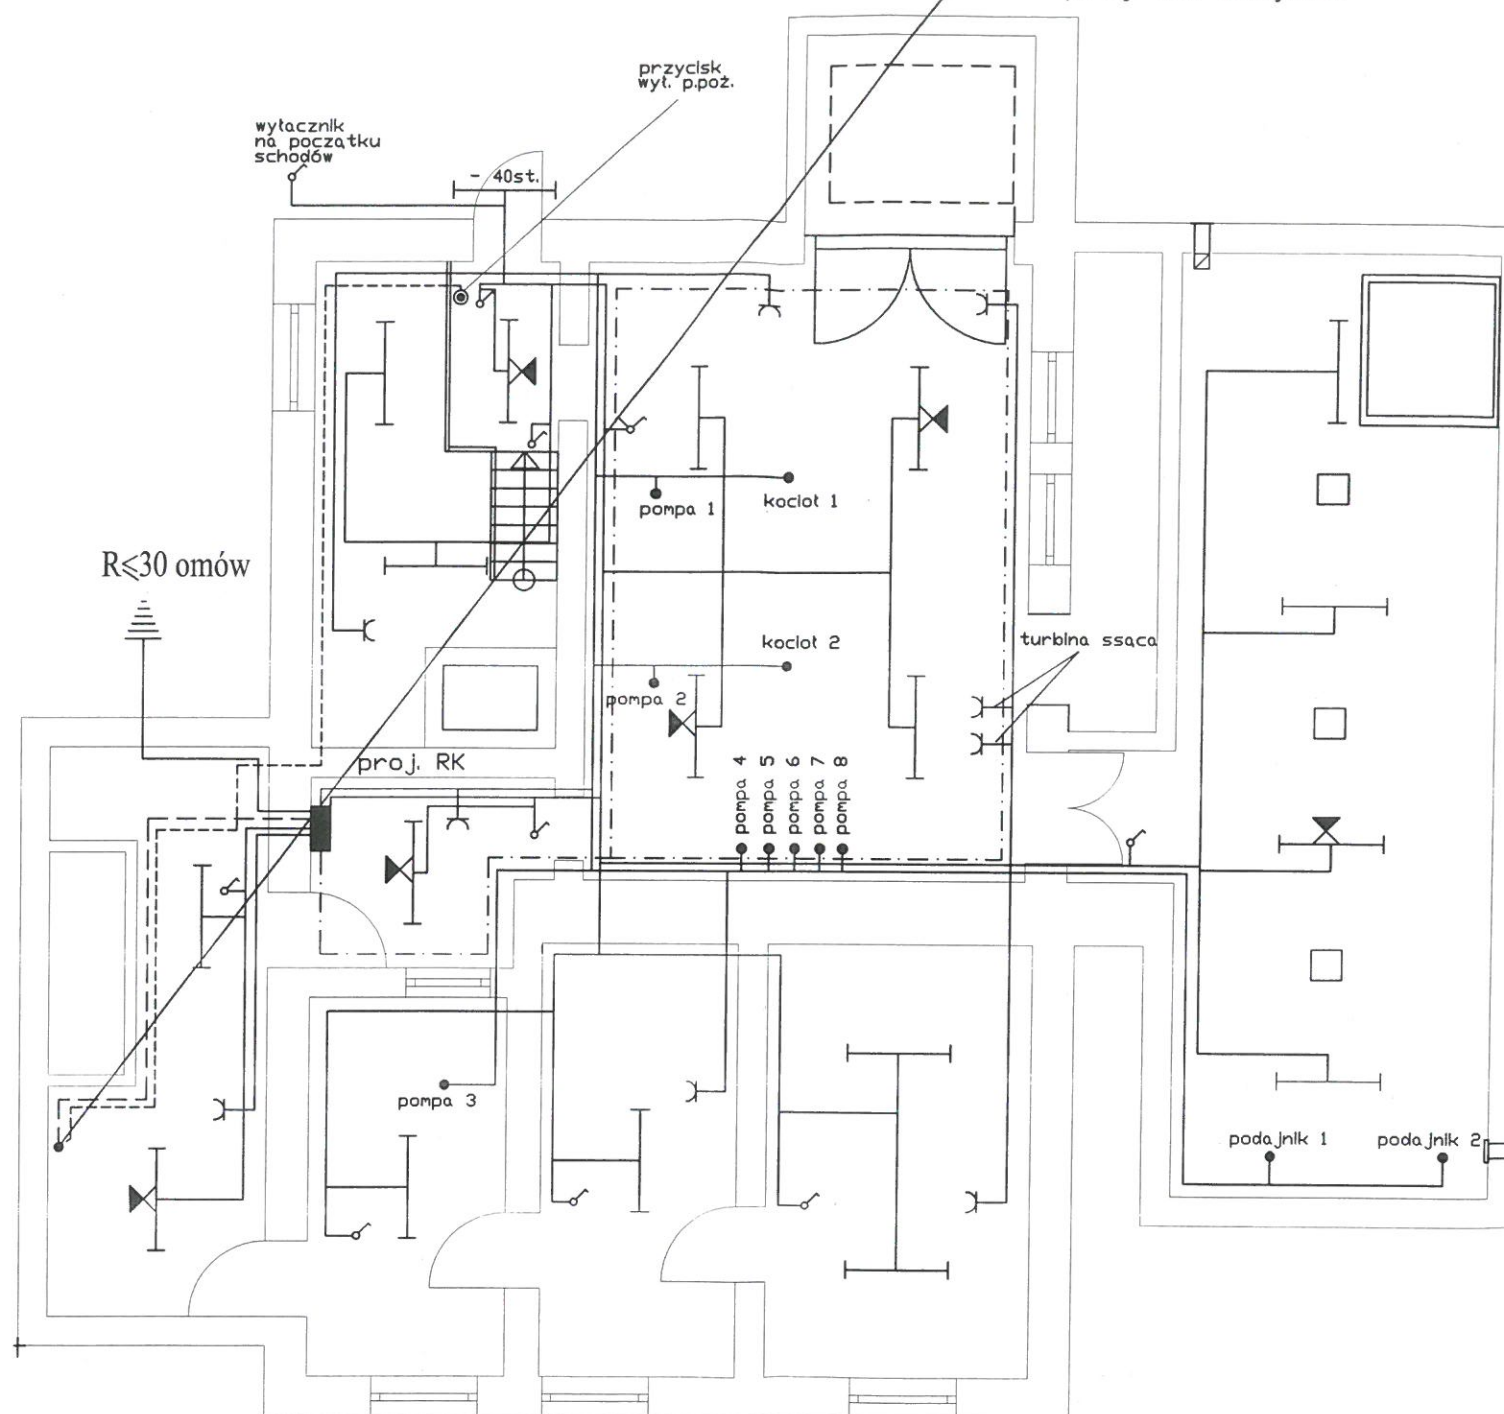 przycisk
wył. p.poż.
wyłacznik
na początku
schodów
- 40st.
pompa 1
kocioł 1
R≤30 omów
kocioł 2
turbina ssąca
pompa 2
proj. RK
pompa 4
pompa 5
pompa 6
pompa 7
pompa 8
pompa 3
podajnik 1
podajnik 2